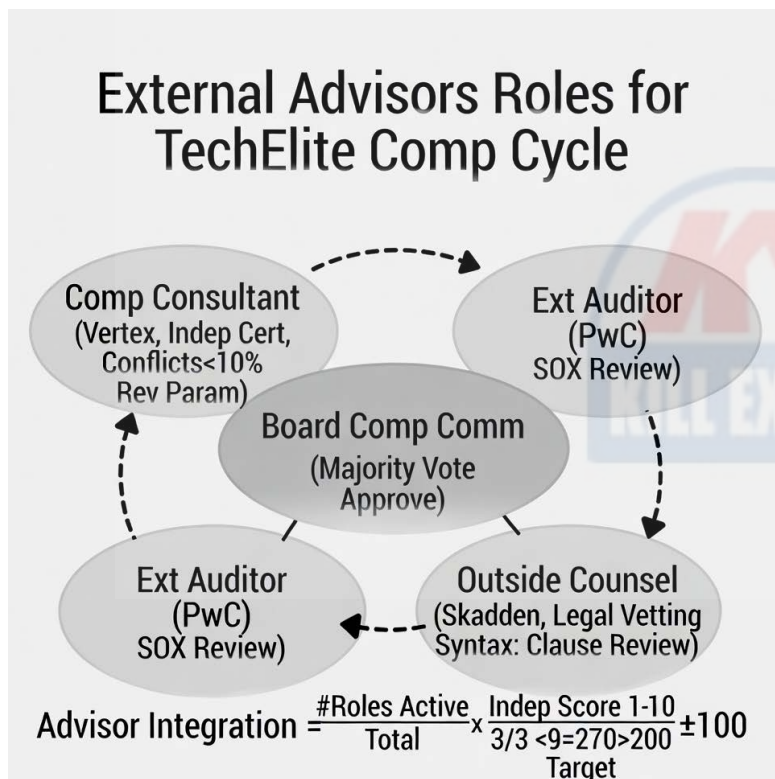 External Advisors Roles for
TechElite Comp Cycle
Comp Consultant
(Vertex, Indep Cert,
Conflicts<10%
Rev Param)
Ext Auditor
(PwC)
SOX Review)
Board Comp Comm
(Majority Vote
Approve)
Ext Auditor
(PwC)
SOX Review)
Outside Counsel
(Skadden, Legal Vetting
Syntax: Clause Review)
Advisor Integration = #Roles Active / Total × Indep Score 1-10 / 3/3 <9=270>200 ±100
Target
KILL EX